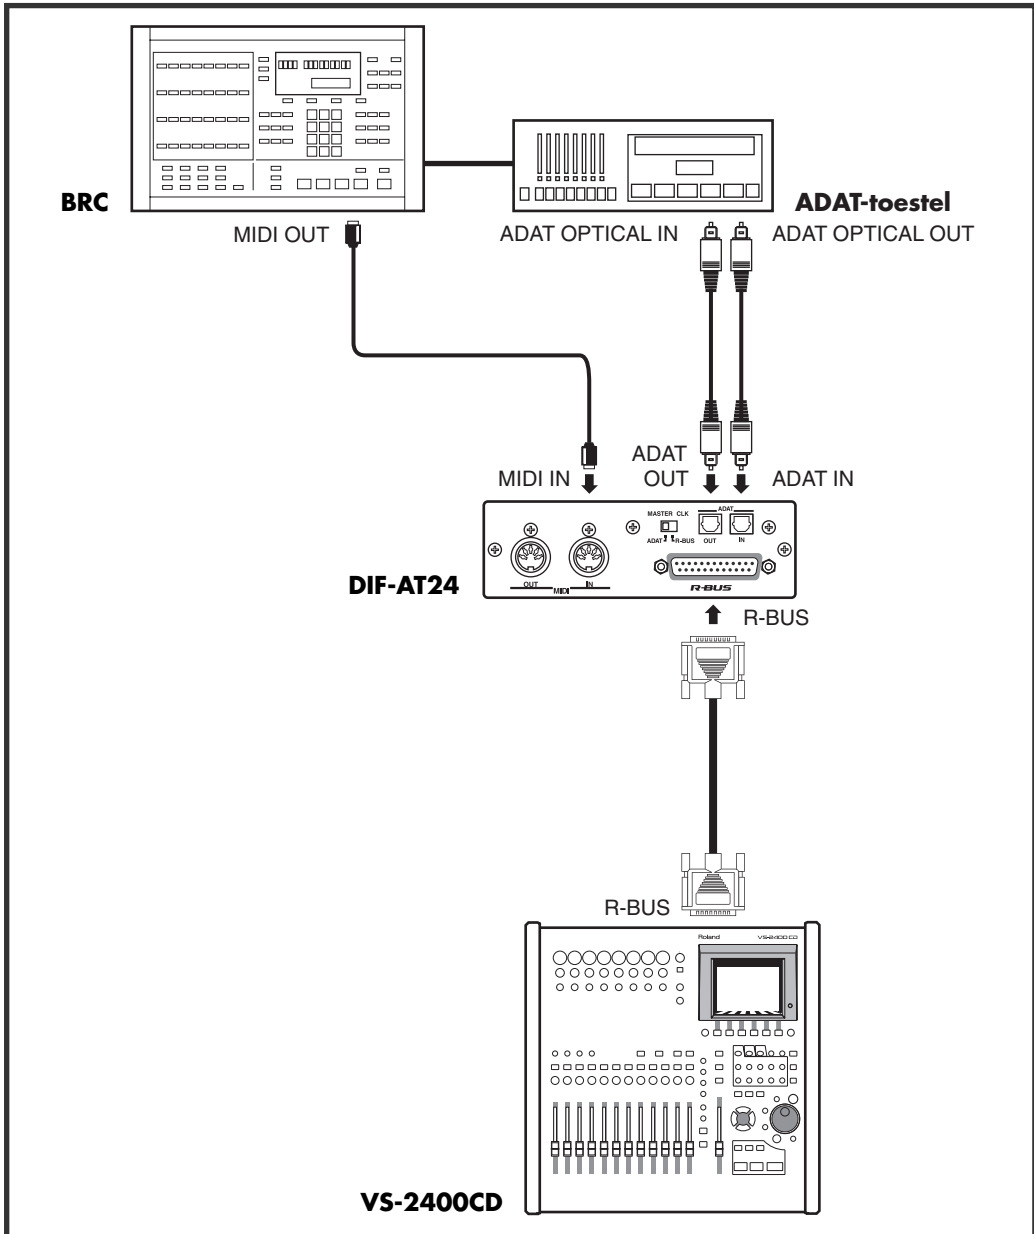 BRC
ADAT-toestel
MIDI OUT
ADAT OPTICAL IN
ADAT OPTICAL OUT
MIDI IN
ADAT
OUT
ADAT IN
MASTER CLK
ADAT
ADAT
R-BUS
OUT
IN
OUT
MIDI
IN
R-BUS
DIF-AT24
R-BUS
R-BUS
Roland
VS-2400CD
VS-2400CD